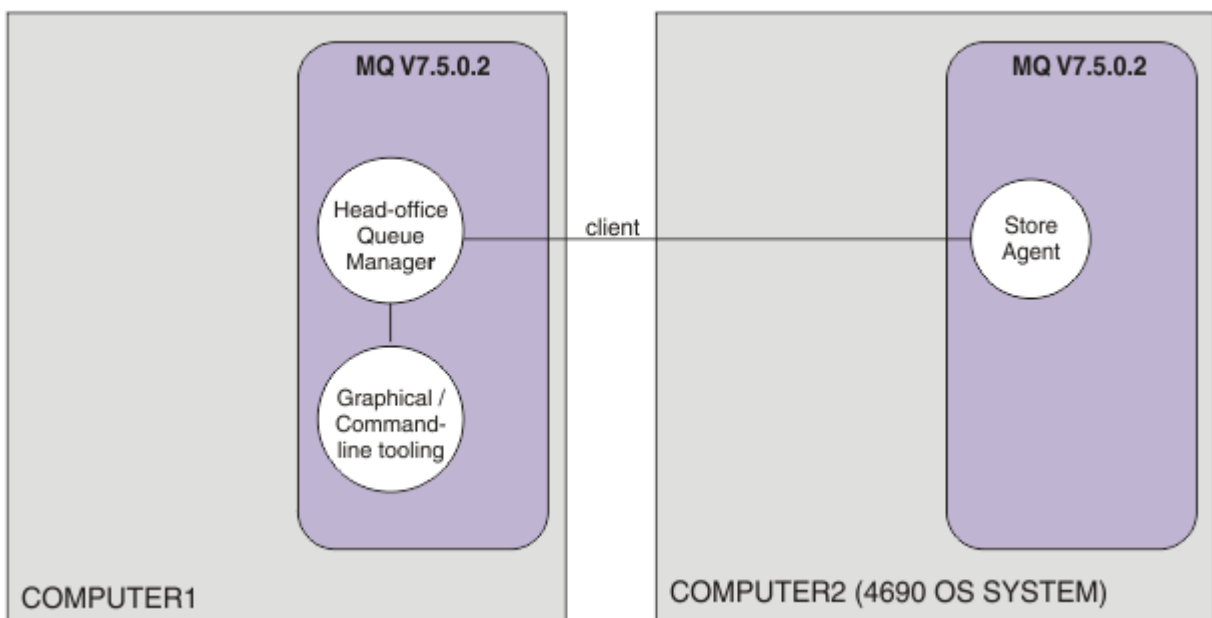 MQ V7.5.0.2
Head-office
Queue
Manager
Graphical /
Command-
line tooling
COMPUTER1
client
MQ V7.5.0.2
Store
Agent
COMPUTER2 (4690 OS SYSTEM)